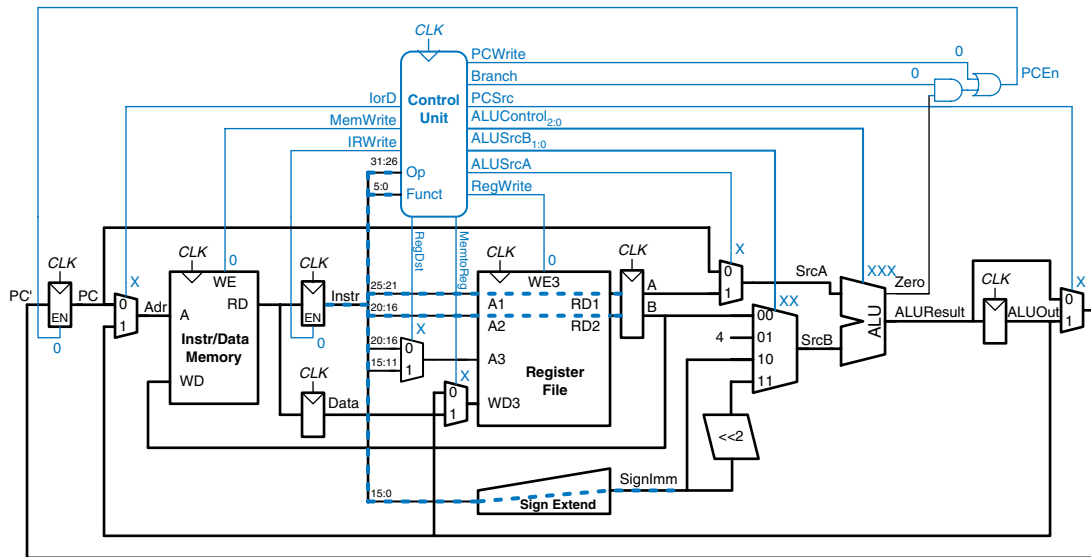 CLK
PCWrite 0
Branch 0 PCEn
IorD Control PCSrc X
MemWrite Unit ALUControl2:0
IRWrite ALUSrcB1:0
31:26 Op ALUSrcA
5:0 Funct RegWrite
RegDst MemtoReg
CLK CLK CLK CLK CLK CLK
X 0 0 X XXX X
PC' PC 0 1 Adr
EN 0
WE RD A
Instr/Data
Memory
WD
EN 0
Instr
CLK
Data
25:21 A1 WE3 RD1 A
20:16 A2 RD2 B
X
20:16 0
15:11 1 A3
X
0
1 WD3
Register
File
0
1 SrcA
XX
00
4 01
10
11
SrcB
ALU
Zero
ALUResult
ALUOut
0
1
<<2
15:0 Sign Extend SignImm